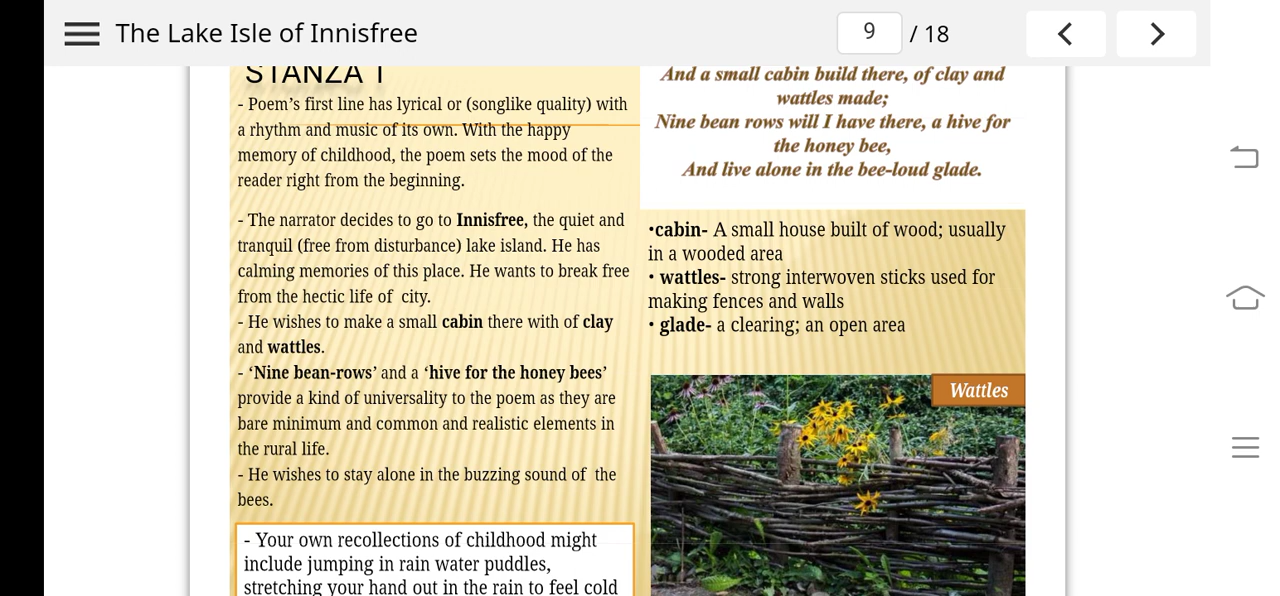 The Lake Isle of Innisfree
9 / 18
STANZA 1
- Poem's first line has lyrical or (songlike quality) with
a rhythm and music of its own. With the happy
memory of childhood, the poem sets the mood of the
reader right from the beginning.
- The narrator decides to go to Innisfree, the quiet and
tranquil (free from disturbance) lake island. He has
calming memories of this place. He wants to break free
from the hectic life of city.
- He wishes to make a small cabin there with of clay
and wattles.
- ‘Nine bean-rows’ and a ‘hive for the honey bees’
provide a kind of universality to the poem as they are
bare minimum and common and realistic elements in
the rural life.
- He wishes to stay alone in the buzzing sound of the
bees.
- Your own recollections of childhood might
include jumping in rain water puddles,
stretching your hand out in the rain to feel cold
And a small cabin build there, of clay and
wattles made;
Nine bean rows will I have there, a hive for
the honey bee,
And live alone in the bee-loud glade.
•cabin- A small house built of wood; usually
in a wooded area
• wattles- strong interwoven sticks used for
making fences and walls
• glade- a clearing; an open area
Wattles